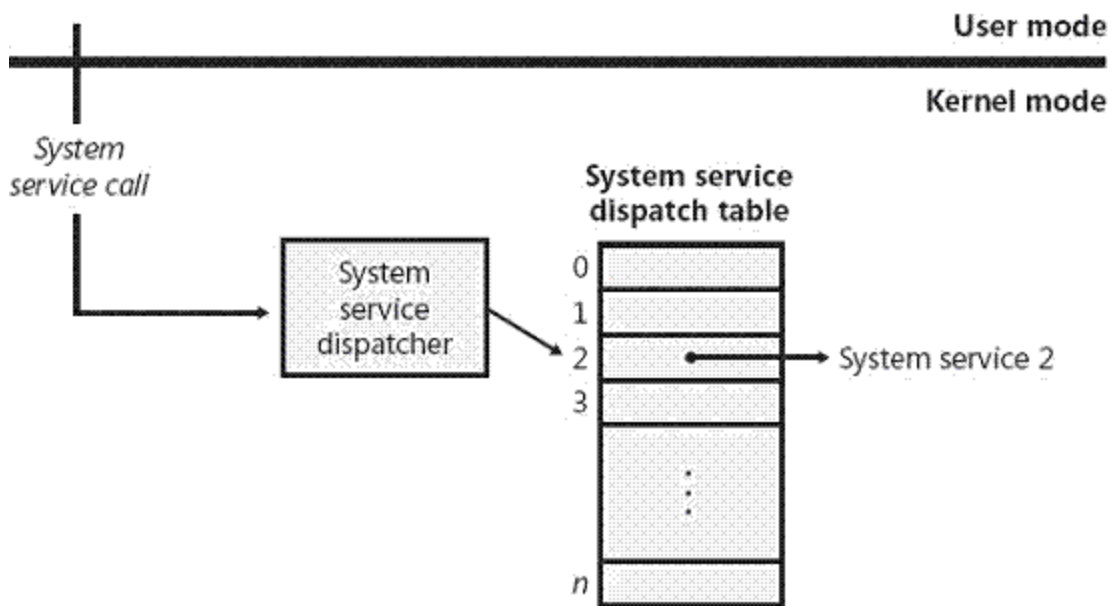 User mode
Kernel mode
System
service call
System service
dispatch table
System
service
dispatcher
0
1
2
3
n
System service 2